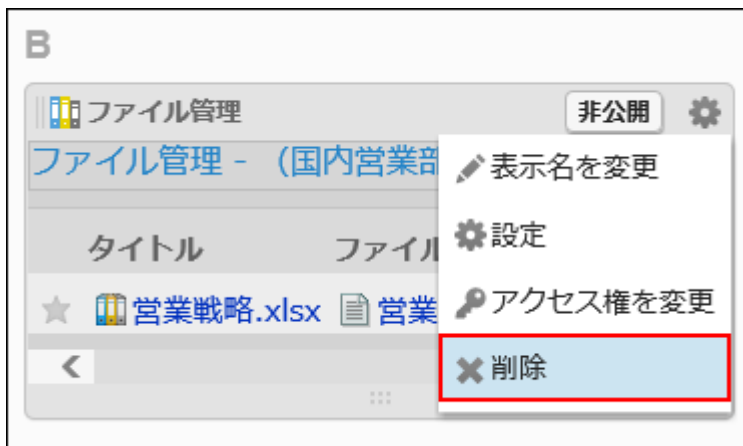 B
ファイル管理
非公開
ファイル管理 - (国内営業部
表示名を変更
設定
タイトル ファイル
アクセス権を変更
営業戦略.xlsx 営業
削除